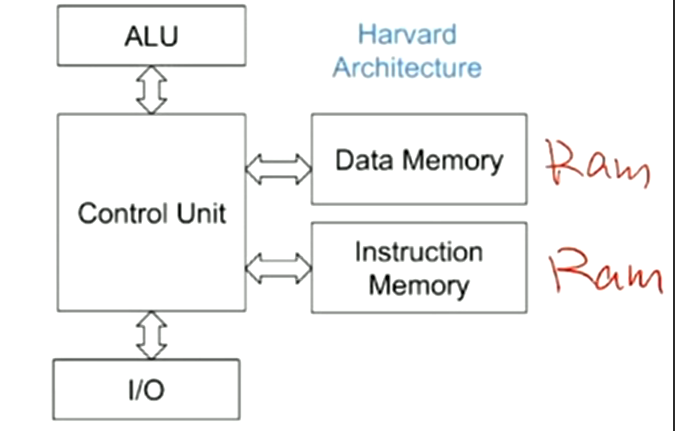 ALU
Harvard
Architecture
Control Unit
Data Memory
Ram
Instruction
Memory
Ram
I/O